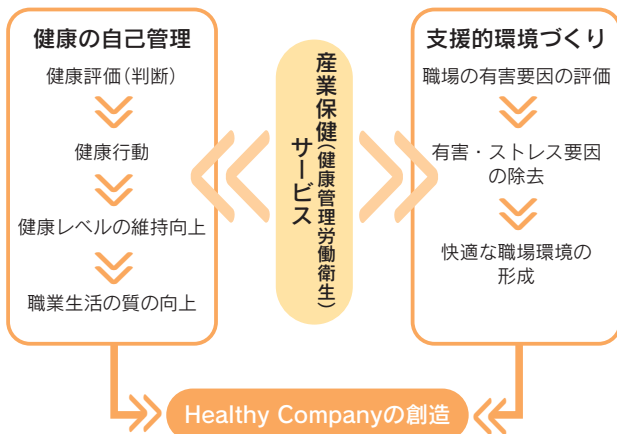 健康の自己管理
健康評価(判断)
健康行動
健康レベルの維持向上
職業生活の質の向上
産業保健(健康管理労働衛生)
サービス
支援的環境づくり
職場の有害要因の評価
有害・ストレス要因
の除去
快適な職場環境の
形成
Healthy Companyの創造